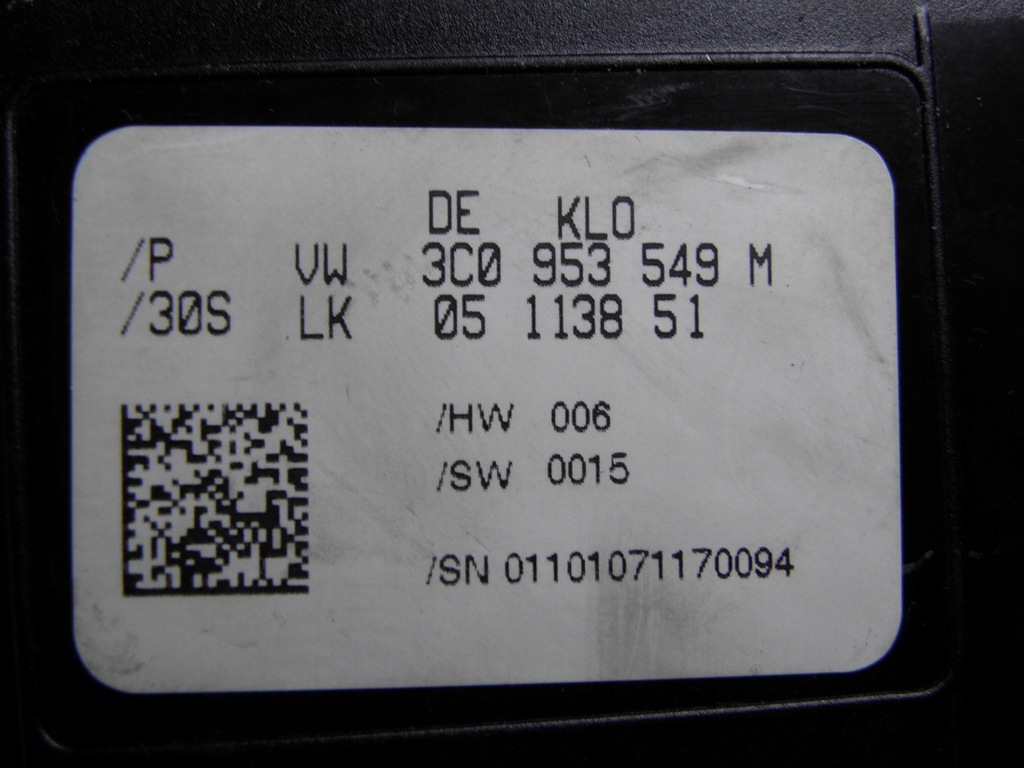 DE KLO
/P VW 3C0 953 549 M
/30S LK 05 1138 51
/HW 006
/SW 0015
/SN 01101071170094